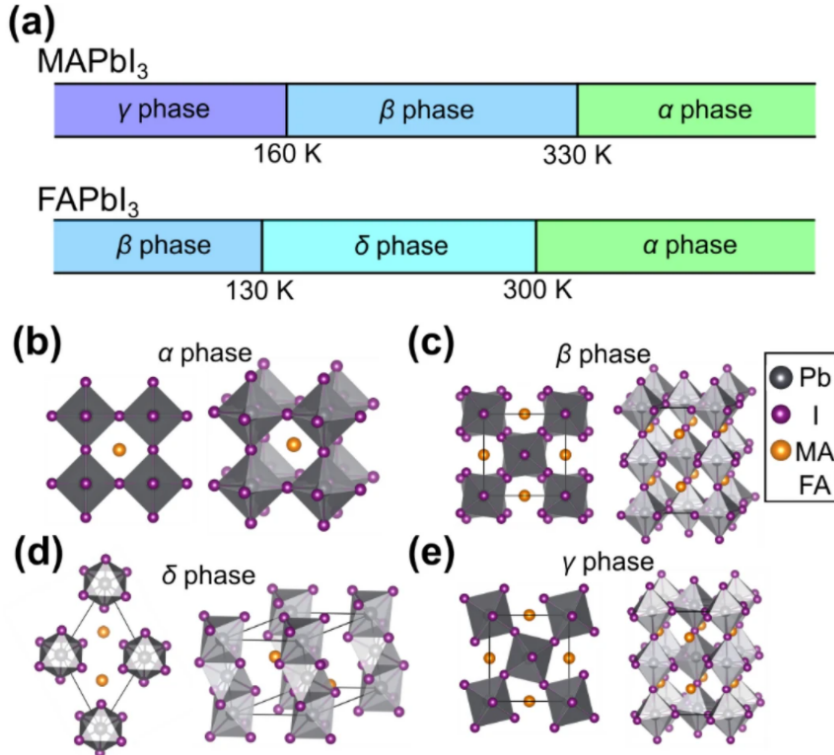 (a)
MAPbI₃
γ phase β phase α phase
160 K 330 K
FAPbI₃
β phase δ phase α phase
130 K 300 K
(b) α phase
(c) β phase
Pb
I
MA
FA
(d) δ phase
(e) γ phase